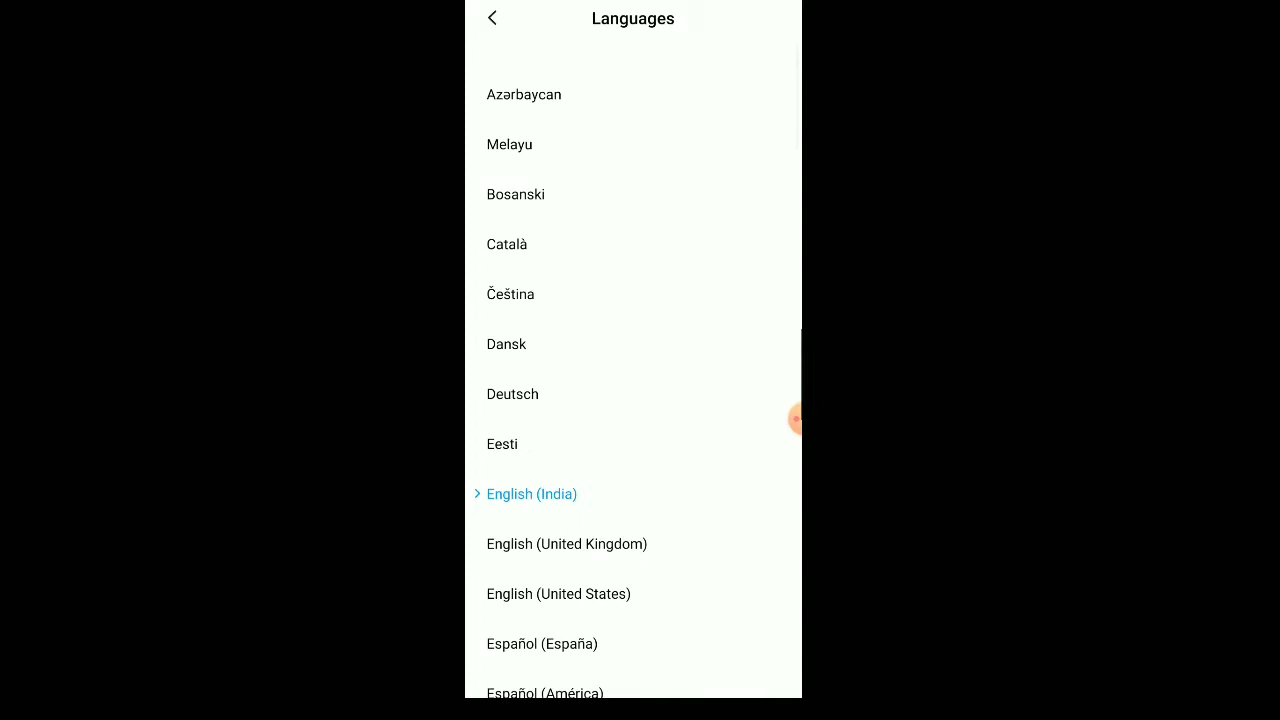 Languages
Azərbaycan
Melayu
Bosanski
Català
Čeština
Dansk
Deutsch
Eesti
English (India)
English (United Kingdom)
English (United States)
Español (España)
Español (América)